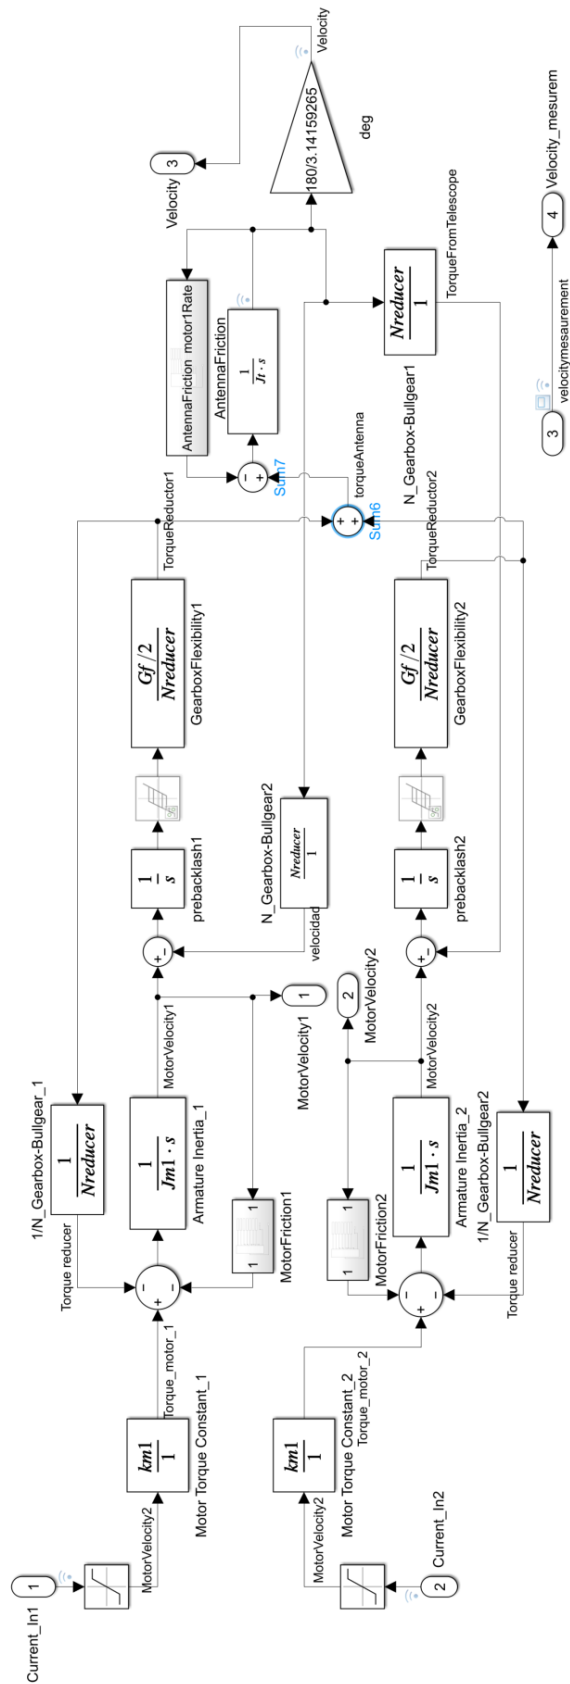 Current_In1
1
MotorVelocity2
km1
1
Motor Torque Constant_1
Torque_motor_1
+
−
−
Torque reducer
1/N_Gearbox-Bullgear_1
1
Nreducer
1
Jm1 · s
Armature Inertia_1
MotorVelocity1
1
1
MotorFriction1
1
MotorVelocity1
+
−
1
s
prebacklash1
Gf/2
Nreducer
GearboxFlexibility1
TorqueReductor1
velocidad
Nreducer
1
N_Gearbox-Bullgear2
+
+
Sum6
torqueAntenna
−
+
Sum7
AntennaFriction motor1Rate
AntennaFriction
1
Jt · s
Velocity
3
180/3.14159265
deg
Velocity
Current_In2
2
MotorVelocity2
km1
1
Motor Torque Constant_2
Torque_motor_2
−
+
−
1
1
MotorFriction2
1
Jm1 · s
Armature Inertia_2
MotorVelocity2
2
MotorVelocity2
Torque reducer
1/N_Gearbox-Bullgear2
1
Nreducer
+
−
1
s
prebacklash2
Gf/2
Nreducer
GearboxFlexibility2
TorqueReductor2
N_Gearbox-Bullgear1
Nreducer
1
TorqueFromTelescope
3
velocitymesaurement
4
Velocity_mesurem